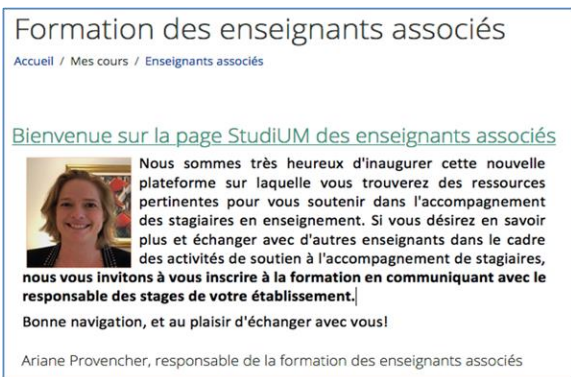 Formation des enseignants associés
Accueil / Mes cours / Enseignants associés
Bienvenue sur la page StudiUM des enseignants associés
Nous sommes très heureux d'inaugurer cette nouvelle
plateforme sur laquelle vous trouverez des ressources
pertinentes pour vous soutenir dans l'accompagnement
des stagiaires en enseignement. Si vous désirez en savoir
plus et échanger avec d'autres enseignants dans le cadre
des activités de soutien à l'accompagnement de stagiaires,
nous vous invitons à vous inscrire à la formation en communiquant avec le
responsable des stages de votre établissement.
Bonne navigation, et au plaisir d'échanger avec vous!
Ariane Provencher, responsable de la formation des enseignants associés